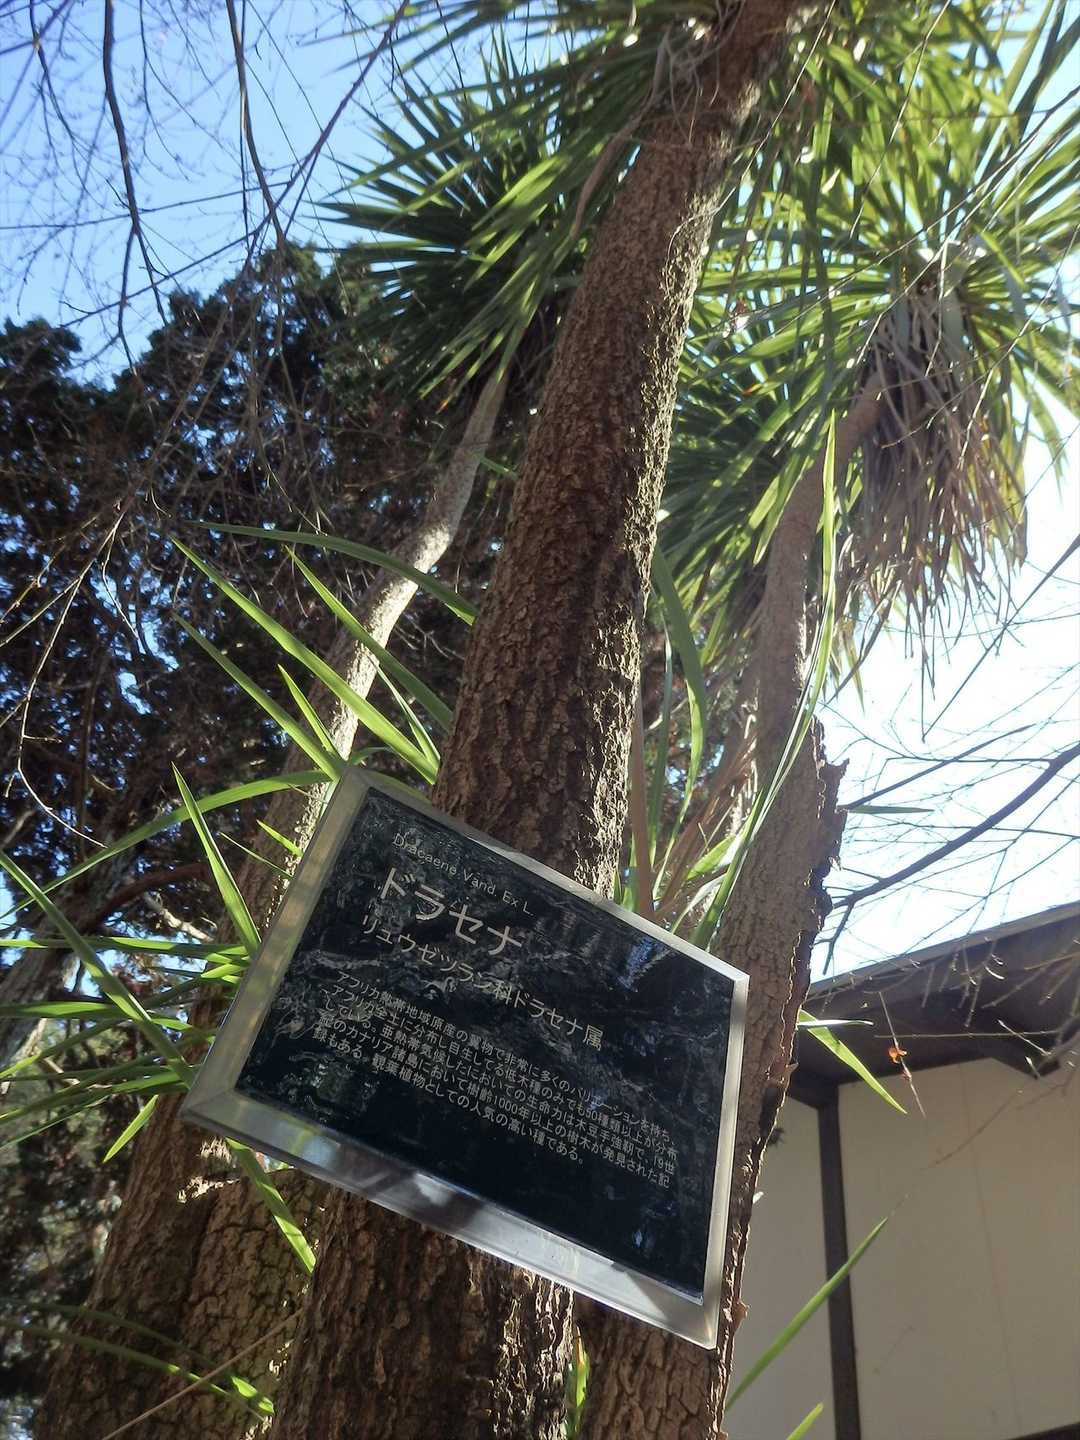 Dracaene Vand Ex L.
ドラセナ
リュウゼツラン科ドラセナ属
アフリカ熱帯地域原産の植物で非常に多くのバリエーションを持ち、
アフリカ全土に分布し自生してる低木種のみでも50種類以上が分布
している。亜熱帯気候したにおいての生命力は木豆手強靭で、19世
紀のカナリア諸島において樹齢1000年以上の樹木が発見された記
録もある。観葉植物としての人気の高い種である。